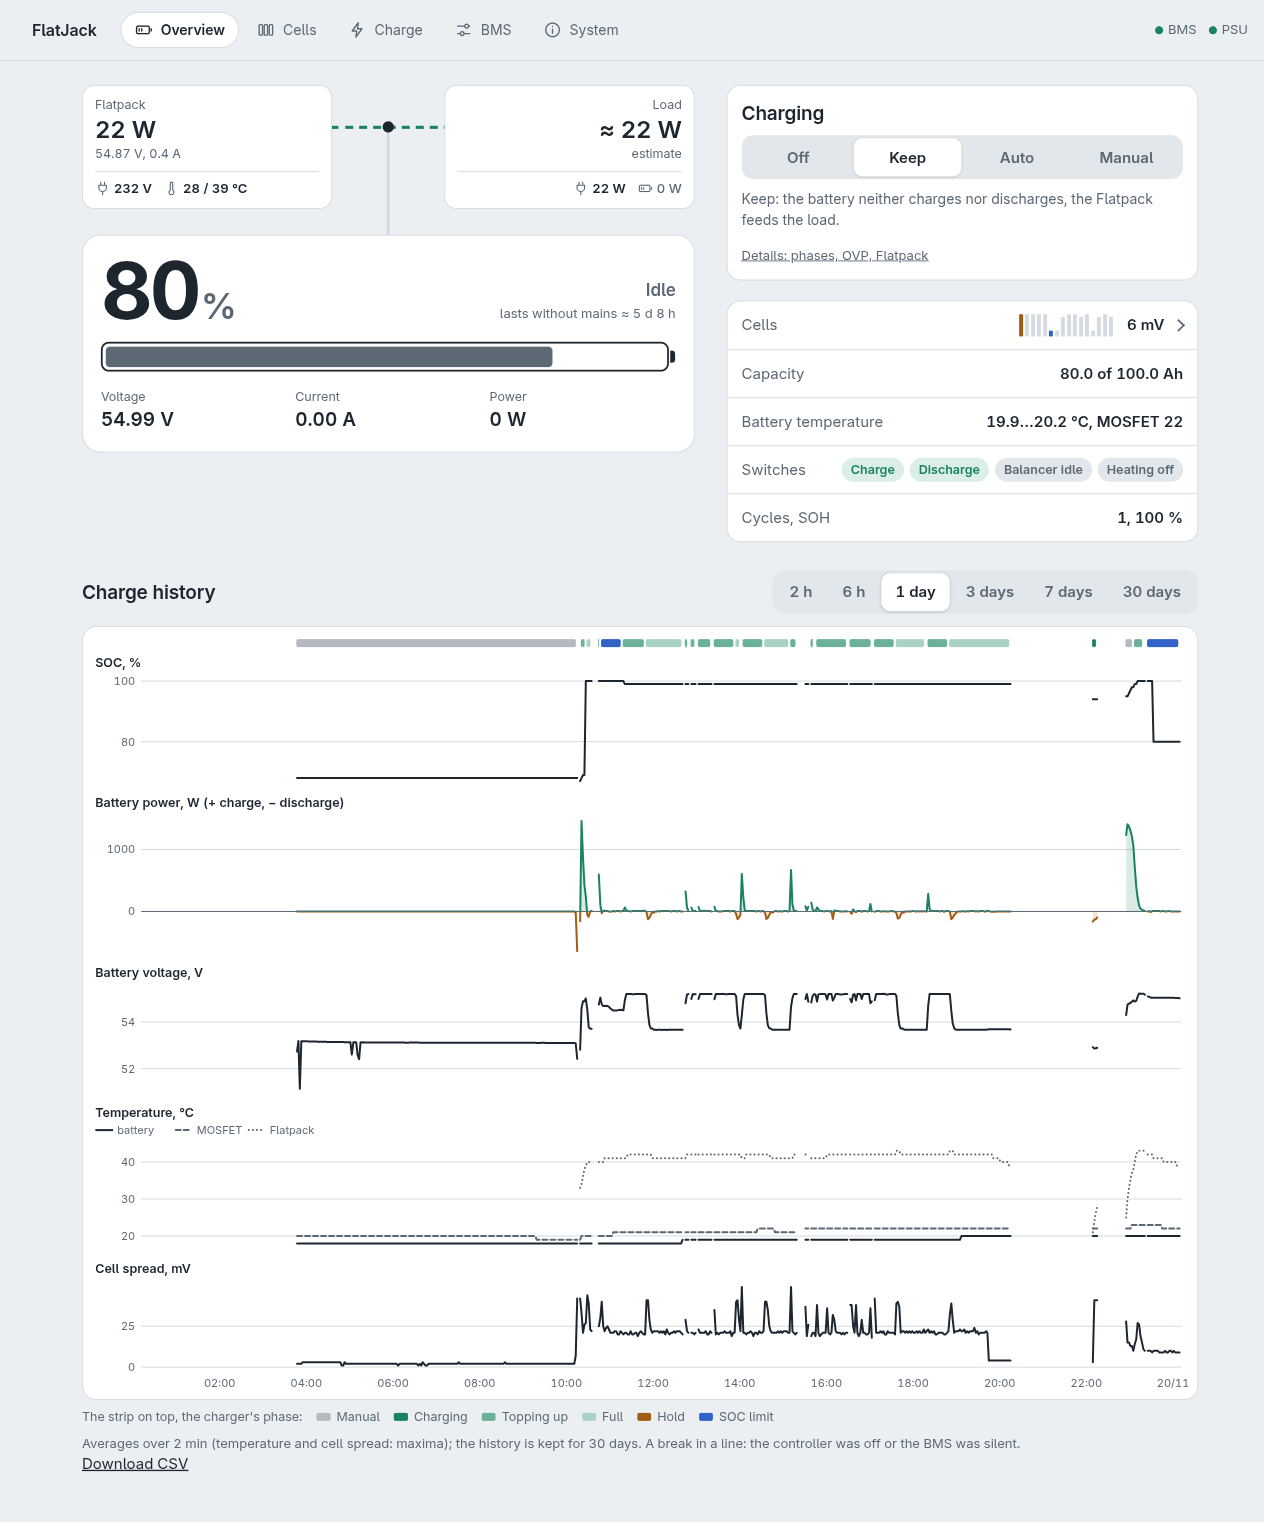 FlatJack
Overview
Cells
Charge
BMS
System
BMS
PSU
Flatpack
22 W
54.87 V, 0.4 A
232 V
28 / 39 °C
Load
≈ 22 W
estimate
22 W
0 W
80%
Idle
lasts without mains ≈ 5 d 8 h
Voltage
54.99 V
Current
0.00 A
Power
0 W
Charging
Off
Keep
Auto
Manual
Keep: the battery neither charges nor discharges, the Flatpack
feeds the load.
Details: phases, OVP, Flatpack
Cells
6 mV
Capacity
80.0 of 100.0 Ah
Battery temperature
19.9…20.2 °C, MOSFET 22
Switches
Charge
Discharge
Balancer idle
Heating off
Cycles, SOH
1, 100 %
Charge history
2 h
6 h
1 day
3 days
7 days
30 days
SOC, %
100
80
Battery power, W (+ charge, − discharge)
1000
0
Battery voltage, V
54
52
Temperature, °C
battery
MOSFET
Flatpack
40
30
20
Cell spread, mV
25
0
02:00
04:00
06:00
08:00
10:00
12:00
14:00
16:00
18:00
20:00
22:00
20/11
The strip on top, the charger's phase:
Manual
Charging
Topping up
Full
Hold
SOC limit
Averages over 2 min (temperature and cell spread: maxima); the history is kept for 30 days. A break in a line: the controller was off or the BMS was silent.
Download CSV